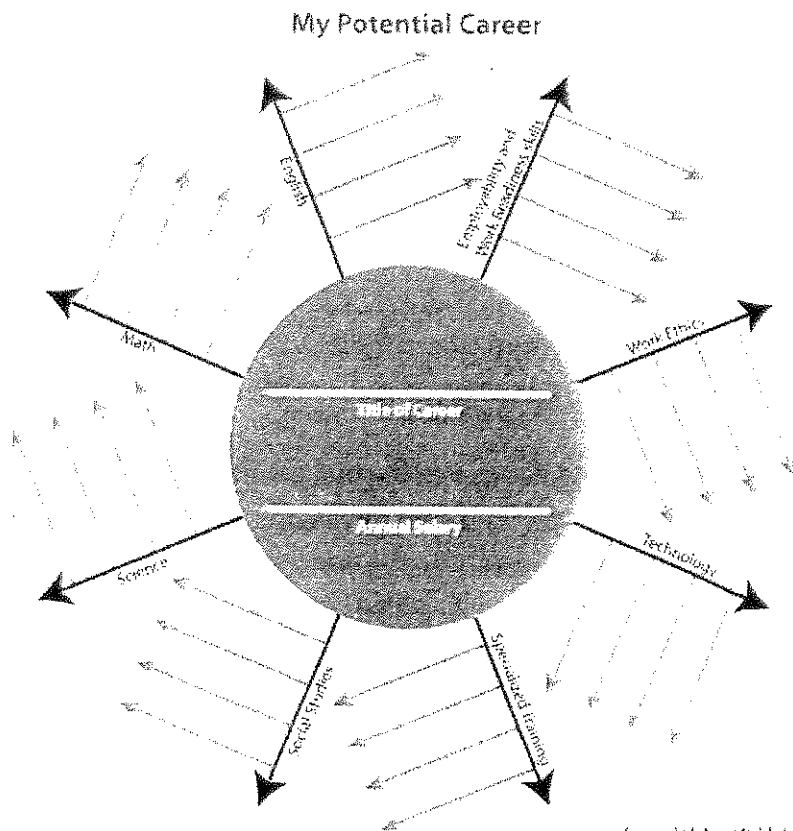 My Potential Career
English
Employability and
Work Readiness skills
Math
Work Ethics
Title of Career
Annual Salary
Science
Technology
Social Studies
Specialized Training